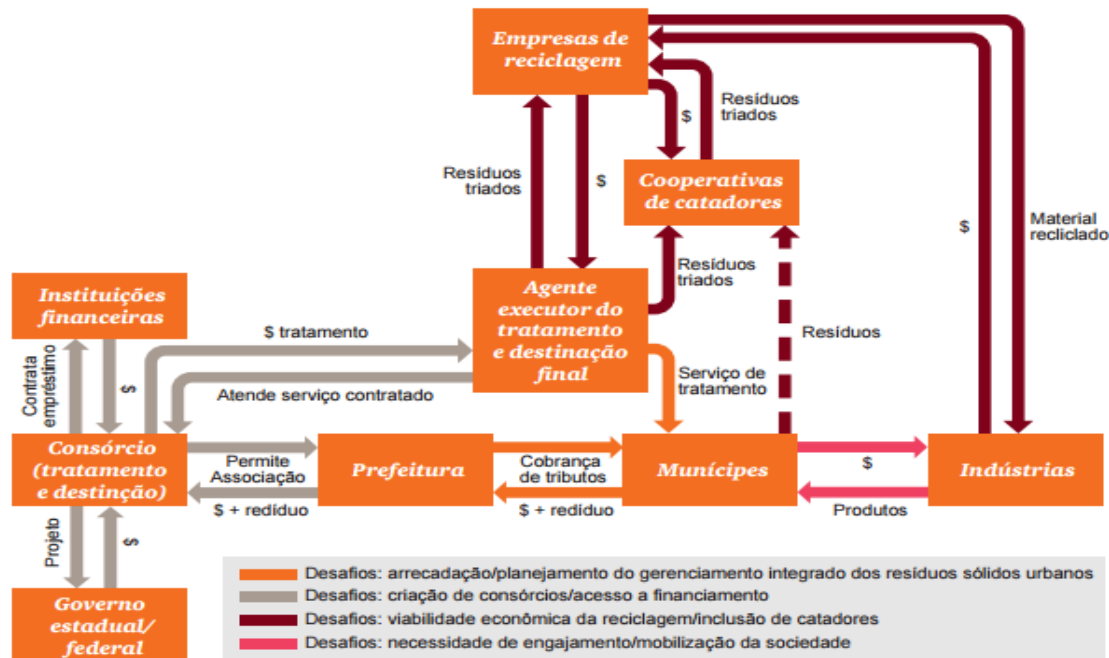 Empresas de
reciclagem
Resíduos
triados
$
Resíduos
triados
$
Cooperativas
de catadores
$
Material
recliclado
Agente
executor do
tratamento
e destinação
final
Resíduos
triados
Instituições
financeiras
$ tratamento
Resíduos
Contrata
empréstimo
$
Atende serviço contratado
Serviço de
tratamento
Consórcio
(tratamento
e destinção)
Permite
Associação
$ + redíduo
Prefeitura
Cobrança
de tributos
$ + redíduo
Munícipes
$
Produtos
Indústrias
Projeto
$
Governo
estadual/
federal
Desafios: arrecadação/planejamento do gerenciamento integrado dos resíduos sólidos urbanos
Desafios: criação de consórcios/acesso a financiamento
Desafios: viabilidade econômica da reciclagem/inclusão de catadores
Desafios: necessidade de engajamento/mobilização da sociedade